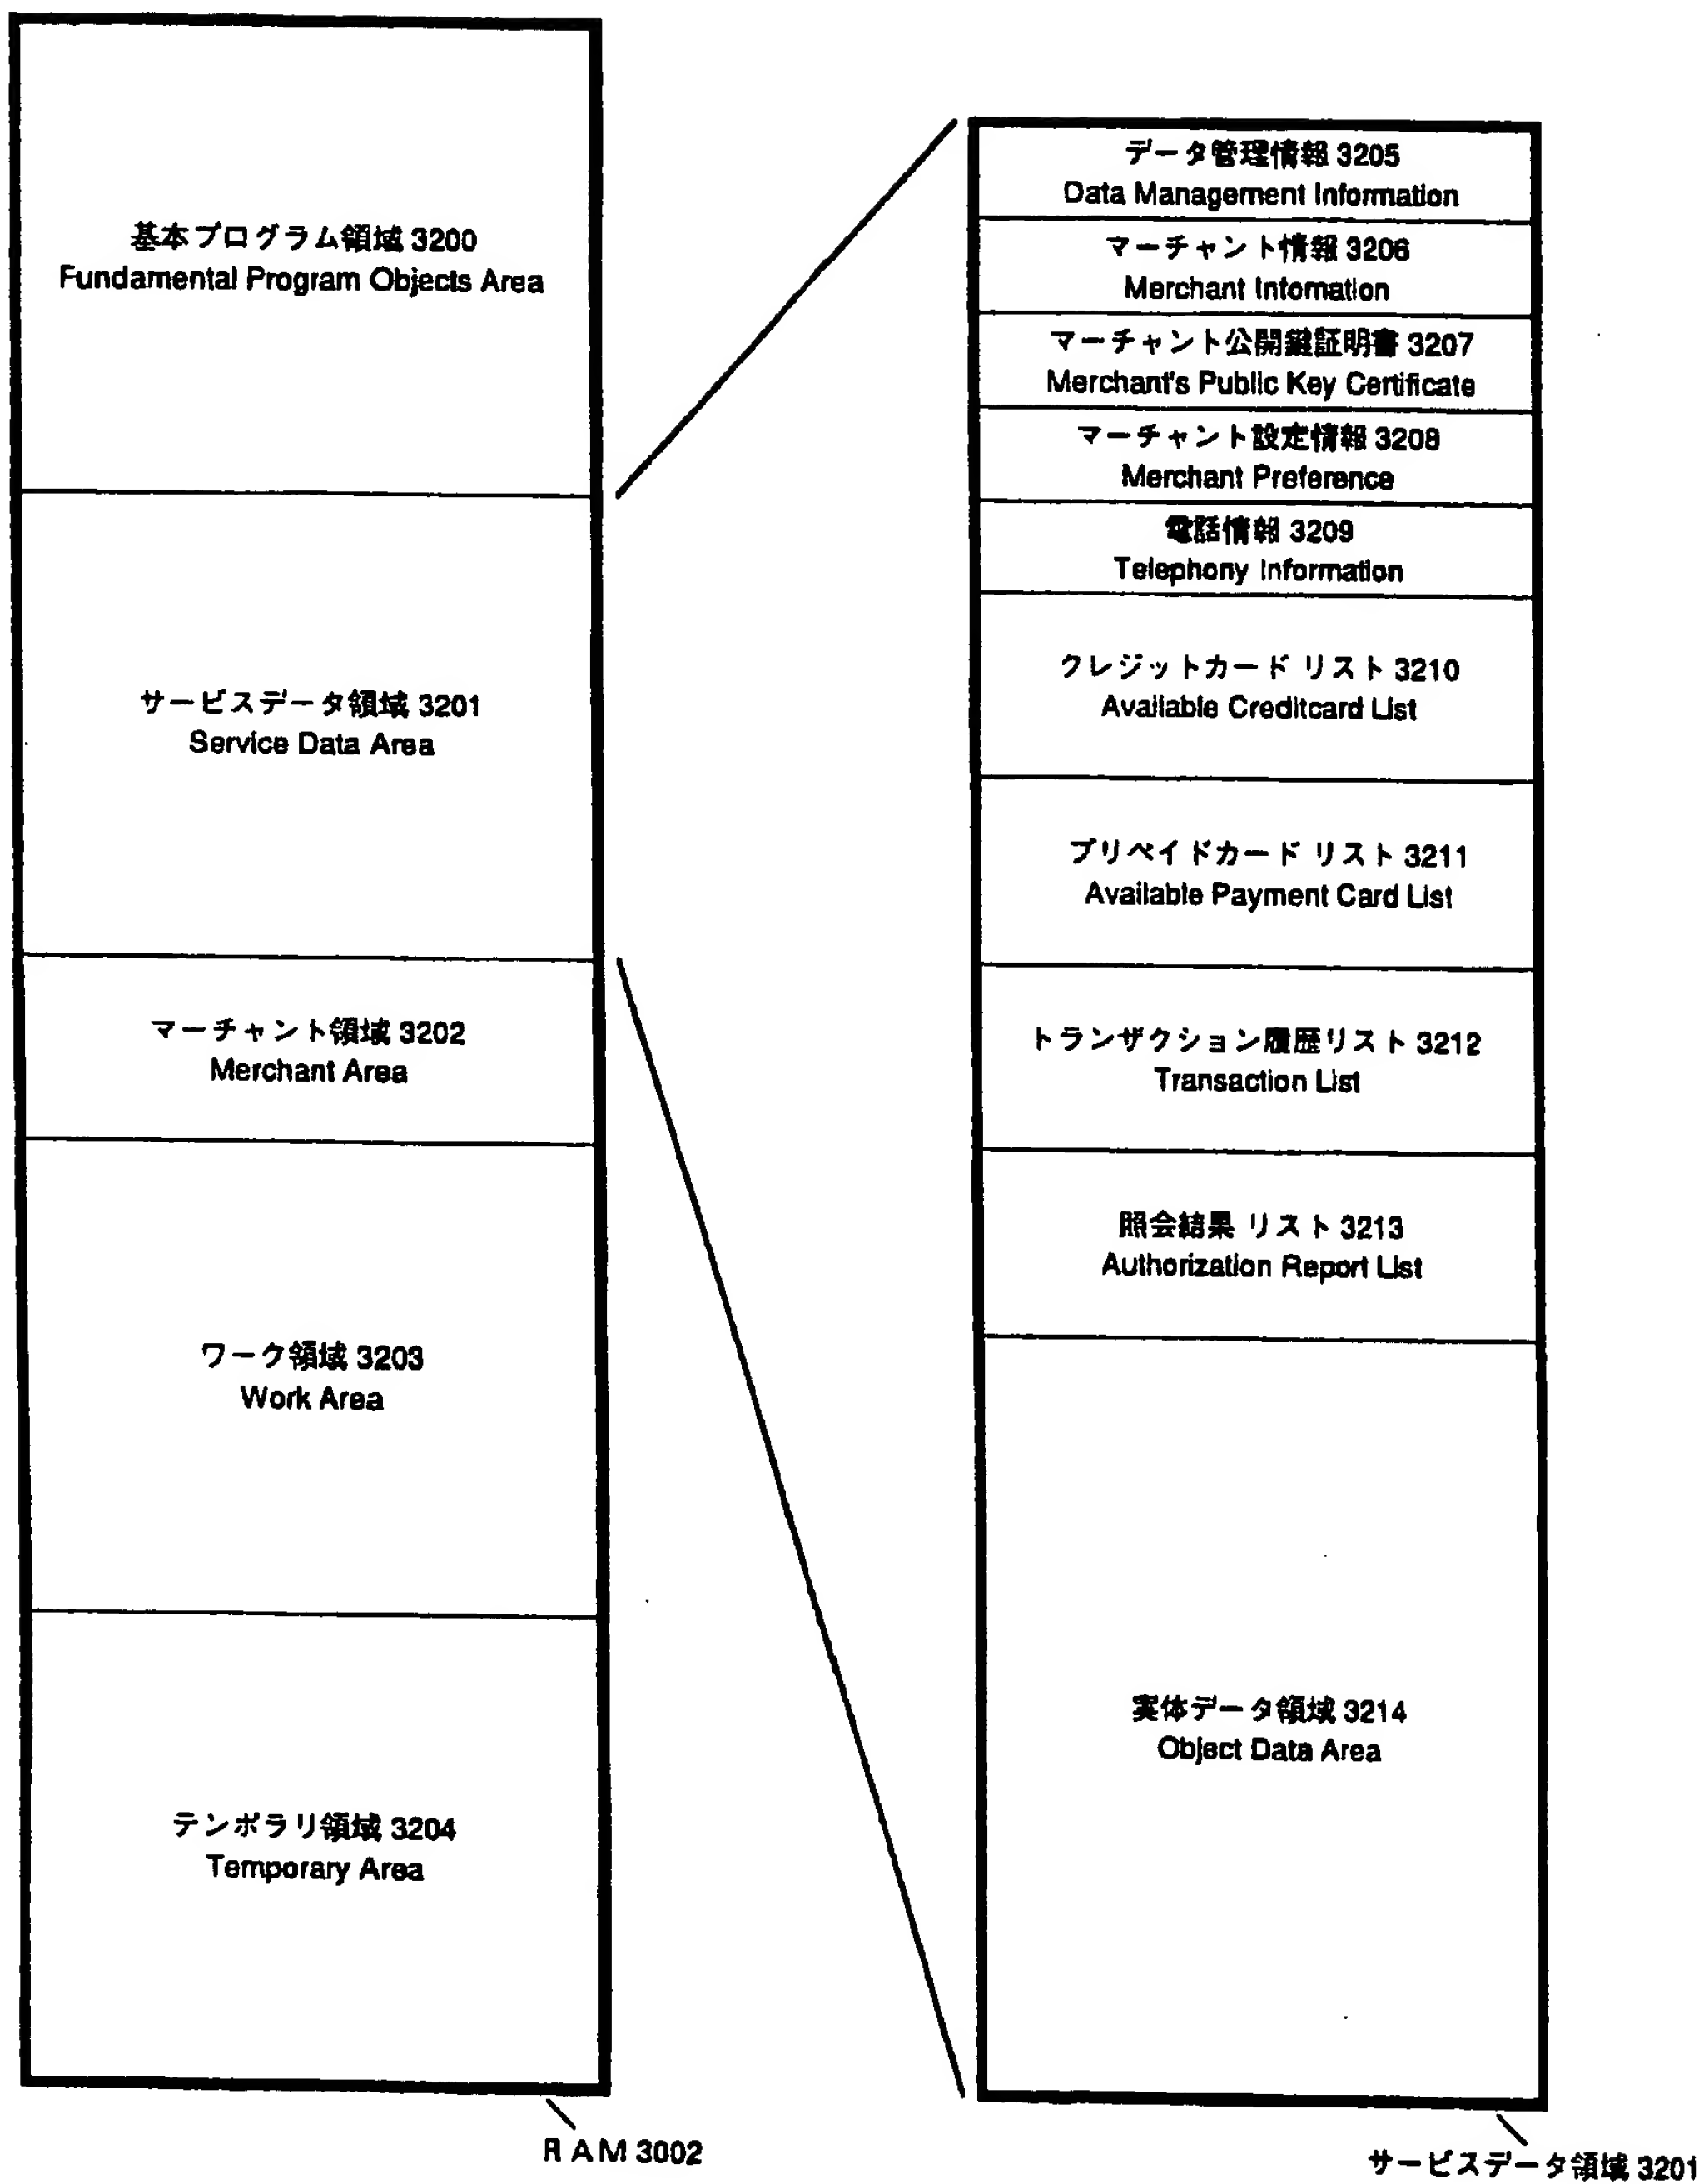 基本プログラム領域 3200
Fundamental Program Objects Area
サービスデータ領域 3201
Service Data Area
マーチャント領域 3202
Merchant Area
ワーク領域 3203
Work Area
テンポラリ領域 3204
Temporary Area
RAM 3002
データ管理情報 3205
Data Management Information
マーチャント情報 3206
Merchant Infomation
マーチャント公開鍵証明書 3207
Merchant's Public Key Certificate
マーチャント設定情報 3208
Merchant Preference
電話情報 3209
Telephony Information
クレジットカード リスト 3210
Available Creditcard List
プリペイドカード リスト 3211
Available Payment Card List
トランザクション履歴リスト 3212
Transaction List
照会結果 リスト 3213
Authorization Report List
実体データ領域 3214
Object Data Area
サービスデータ領域 3201